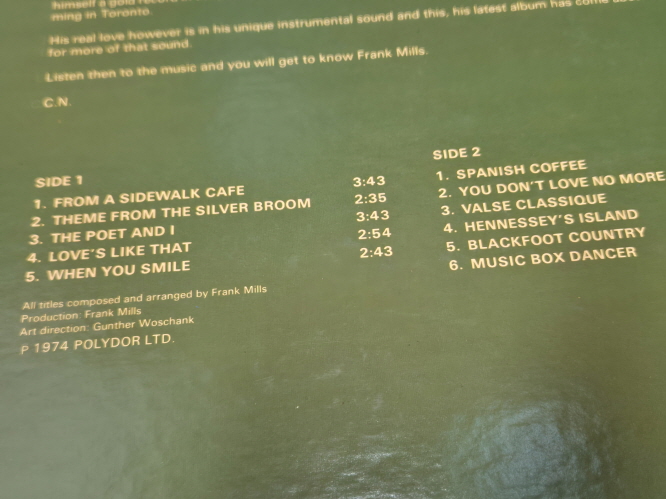 himself a gold record
ming in Toronto.
His real love however is in his unique instrumental sound and this, his latest album has come about
for more of that sound.
Listen then to the music and you will get to know Frank Mills.
C.N.
SIDE 1
1. FROM A SIDEWALK CAFE 3:43
2. THEME FROM THE SILVER BROOM 2:35
3. THE POET AND I 3:43
4. LOVE'S LIKE THAT 2:54
5. WHEN YOU SMILE 2:43
All titles composed and arranged by Frank Mills
Production: Frank Mills
Art direction: Gunther Woschank
P 1974 POLYDOR LTD.
SIDE 2
1. SPANISH COFFEE
2. YOU DON'T LOVE NO MORE
3. VALSE CLASSIQUE
4. HENNESSEY'S ISLAND
5. BLACKFOOT COUNTRY
6. MUSIC BOX DANCER